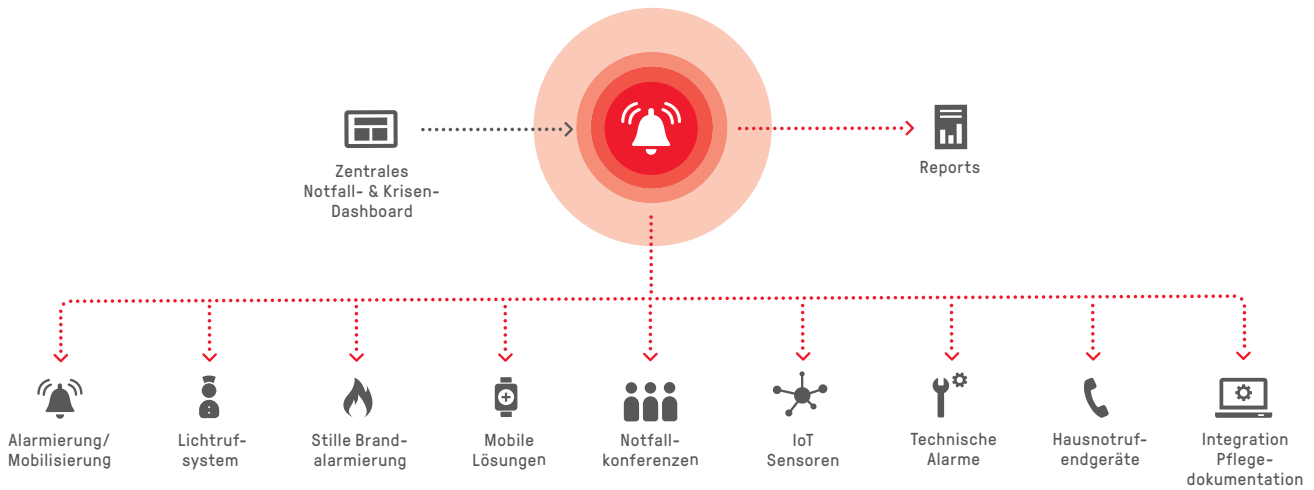 Zentrales
Notfall- & Krisen-
Dashboard
Reports
Alarmierung/
Mobilisierung
Lichtruf-
system
Stille Brand-
alarmierung
Mobile
Lösungen
Notfall-
konferenzen
IoT
Sensoren
Technische
Alarme
Hausnotruf-
endgeräte
Integration
Pflege-
dokumentation